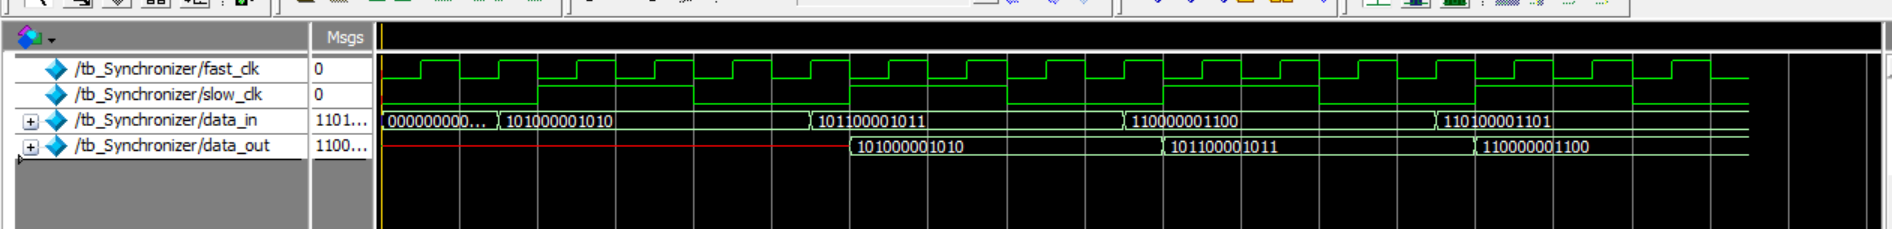 Msgs
/tb_Synchronizer/fast_clk 0
/tb_Synchronizer/slow_clk 0
/tb_Synchronizer/data_in 1101... 000000000... 101000001010 101100001011 110000001100 110100001101
/tb_Synchronizer/data_out 1100... 101000001010 101100001011 110000001100